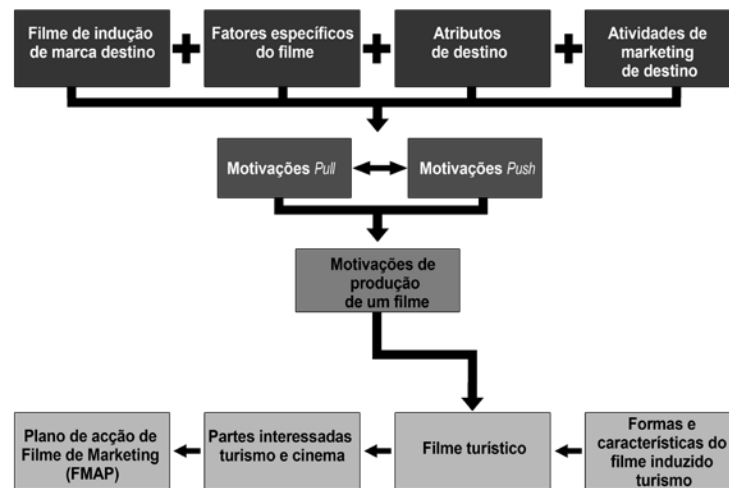 Filme de indução
de marca destino
Fatores específicos
do filme
Atributos
de destino
Atividades de
marketing
de destino
Motivações Pull
Motivações Push
Motivações de
produção
de um filme
Plano de acção de
Filme de Marketing
(FMAP)
Partes interessadas
turismo e cinema
Filme turístico
Formas e
características do
filme induzido
turismo